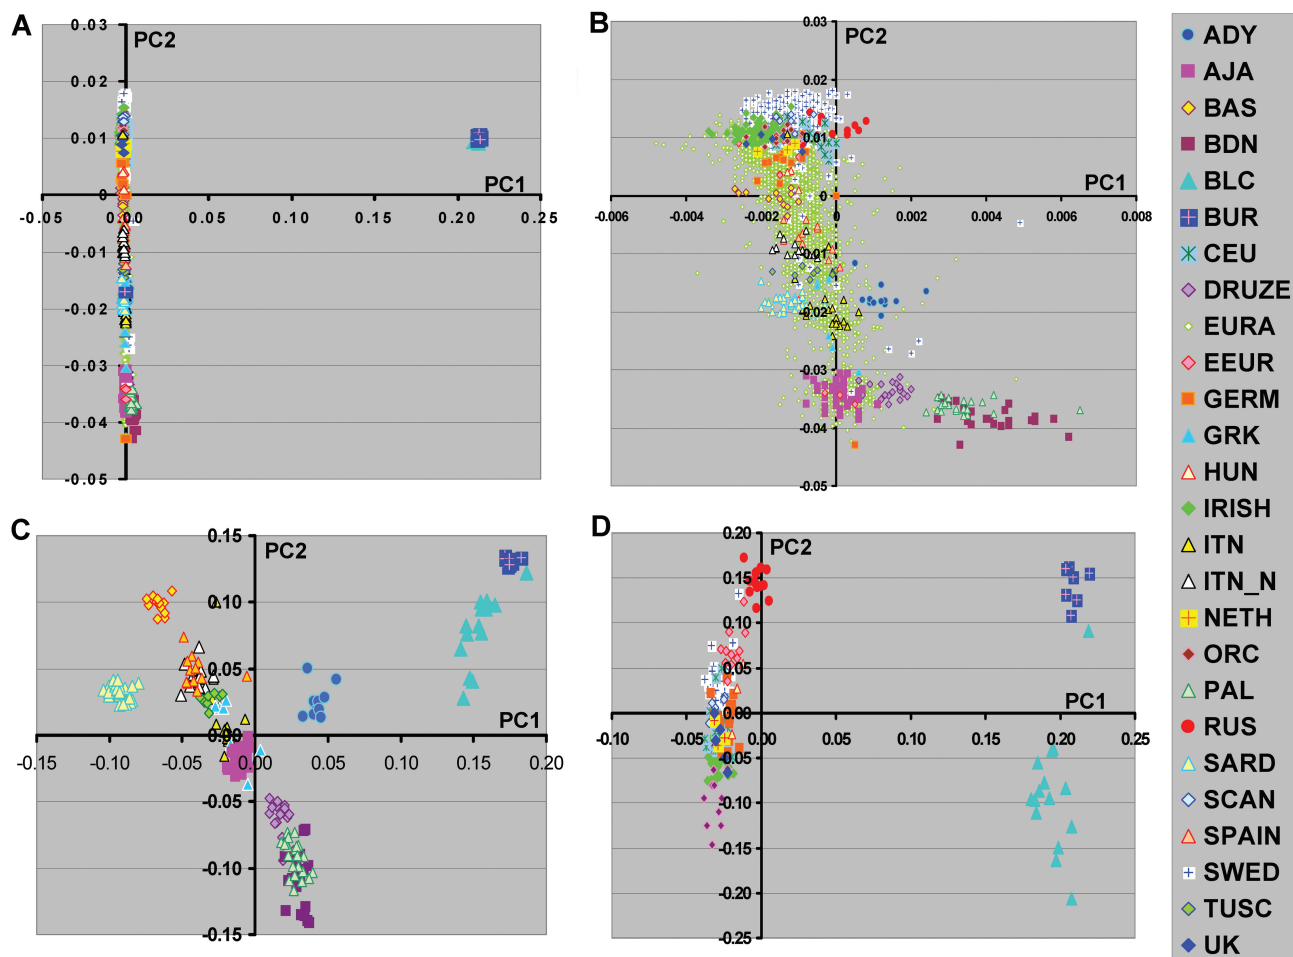 A
PC2
0.03
0.02
0.01
0
-0.01
-0.02
-0.03
-0.04
-0.05
PC1
-0.05 0.0 0.05 0.10 0.15 0.20 0.25
B
PC2
0.03
0.02
0.01
0
-0.01
-0.02
-0.03
-0.04
-0.05
PC1
-0.006 -0.004 -0.002 0 0.002 0.004 0.006 0.008
C
PC2
0.15
0.10
0.05
0.00
-0.05
-0.10
-0.15
PC1
-0.15 -0.10 -0.05 0.00 0.05 0.10 0.15 0.20
D
PC2
0.20
0.15
0.10
0.05
0.00
-0.05
-0.10
-0.15
-0.20
-0.25
PC1
-0.10 -0.05 0.00 0.05 0.10 0.15 0.20 0.25
ADY
AJA
BAS
BDN
BLC
BUR
CEU
DRUZE
EURA
EEUR
GERM
GRK
HUN
IRISH
ITN
ITN_N
NETH
ORC
PAL
RUS
SARD
SCAN
SPAIN
SWED
TUSC
UK